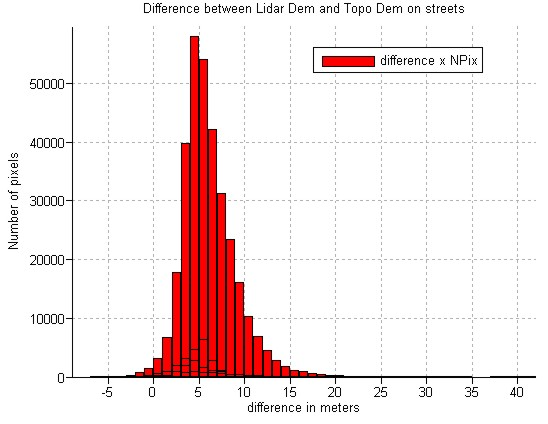 Difference between Lidar Dem and Topo Dem on streets
difference x NPix
50000
40000
30000
20000
10000
0
Number of pixels
-5 0 5 10 15 20 25 30 35 40
difference in meters